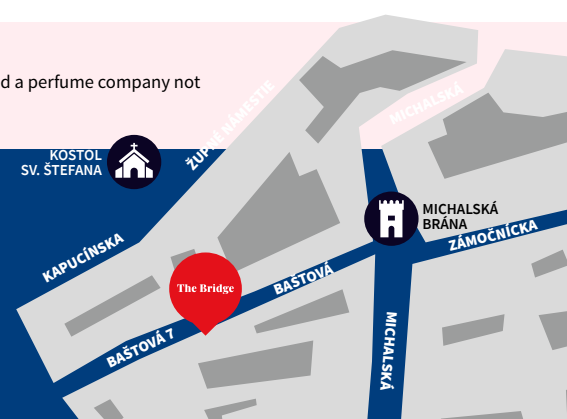 d a perfume company not
ŽUPNÉ NÁMESTIE
MICHALSKÁ
KOSTOL
SV. ŠTEFANA
MICHALSKÁ
BRÁNA
ZÁMOČNÍCKA
KAPUCÍNSKA
The Bridge
BAŠTOVÁ
BAŠTOVÁ 7
MICHALSKÁ